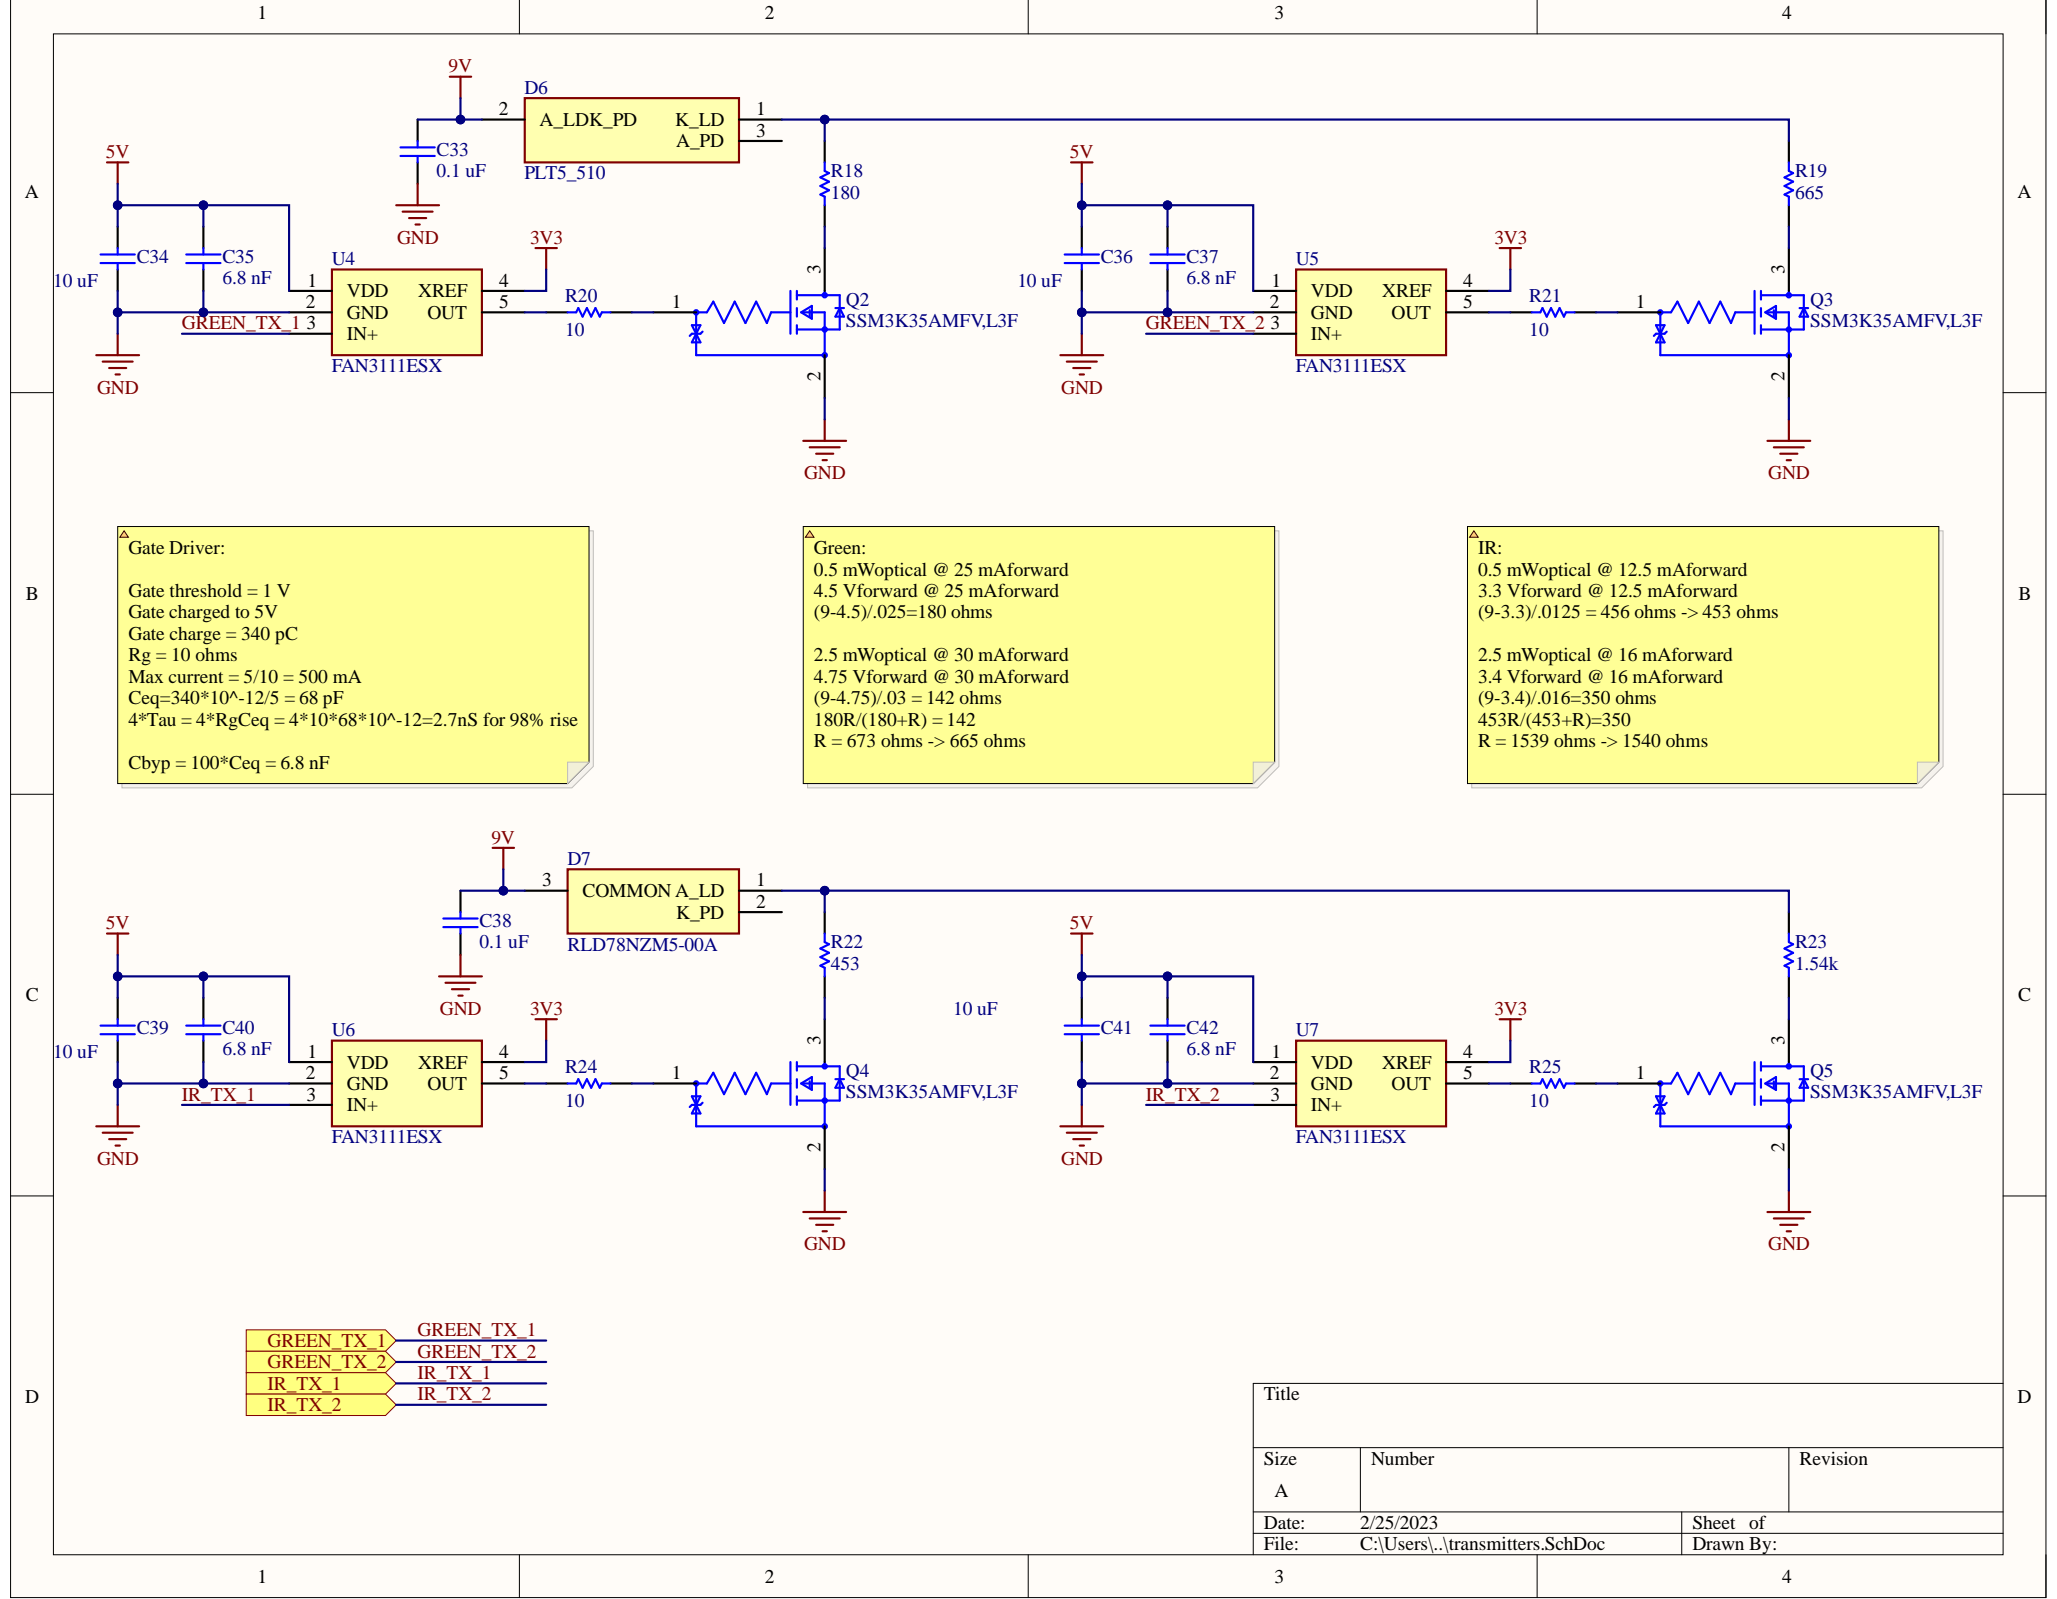 1 2 3 4
A A
B B
C C
D D
9V
D6
2 A_LDK_PD K_LD 1
A_PD 3
PLT5_510
C33
0.1 uF
GND
5V
C34
10 uF
C35
6.8 nF
GND
U4
1 VDD XREF 4
2 GND OUT 5
GREEN_TX_1 3 IN+
FAN3111ESX
3V3
R20
10
R18
180
3
1
Q2
SSM3K35AMFV,L3F
2
GND
5V
C36
10 uF
C37
6.8 nF
GND
U5
1 VDD XREF 4
2 GND OUT 5
GREEN_TX_2 3 IN+
FAN3111ESX
3V3
R21
10
R19
665
3
1
Q3
SSM3K35AMFV,L3F
2
GND
Gate Driver:
Gate threshold = 1 V
Gate charged to 5V
Gate charge = 340 pC
Rg = 10 ohms
Max current = 5/10 = 500 mA
Ceq=340*10^-12/5 = 68 pF
4*Tau = 4*RgCeq = 4*10*68*10^-12=2.7nS for 98% rise
Cbyp = 100*Ceq = 6.8 nF
Green:
0.5 mWoptical @ 25 mAforward
4.5 Vforward @ 25 mAforward
(9-4.5)/.025=180 ohms
2.5 mWoptical @ 30 mAforward
4.75 Vforward @ 30 mAforward
(9-4.75)/.03 = 142 ohms
180R/(180+R) = 142
R = 673 ohms -> 665 ohms
IR:
0.5 mWoptical @ 12.5 mAforward
3.3 Vforward @ 12.5 mAforward
(9-3.3)/.0125 = 456 ohms -> 453 ohms
2.5 mWoptical @ 16 mAforward
3.4 Vforward @ 16 mAforward
(9-3.4)/.016=350 ohms
453R/(453+R)=350
R = 1539 ohms -> 1540 ohms
9V
D7
3 COMMON A_LD 1
K_PD 2
RLD78NZM5-00A
C38
0.1 uF
GND
5V
C39
10 uF
C40
6.8 nF
GND
U6
1 VDD XREF 4
2 GND OUT 5
IR_TX_1 3 IN+
FAN3111ESX
3V3
R24
10
R22
453
3
1
Q4
SSM3K35AMFV,L3F
2
GND
5V
10 uF
C41
C42
6.8 nF
GND
U7
1 VDD XREF 4
2 GND OUT 5
IR_TX_2 3 IN+
FAN3111ESX
3V3
R25
10
R23
1.54k
3
1
Q5
SSM3K35AMFV,L3F
2
GND
GREEN_TX_1 GREEN_TX_1
GREEN_TX_2 GREEN_TX_2
IR_TX_1 IR_TX_1
IR_TX_2 IR_TX_2
Title
Size Number Revision
A
Date: 2/25/2023 Sheet of
File: C:\Users\..\transmitters.SchDoc Drawn By:
1 2 3 4